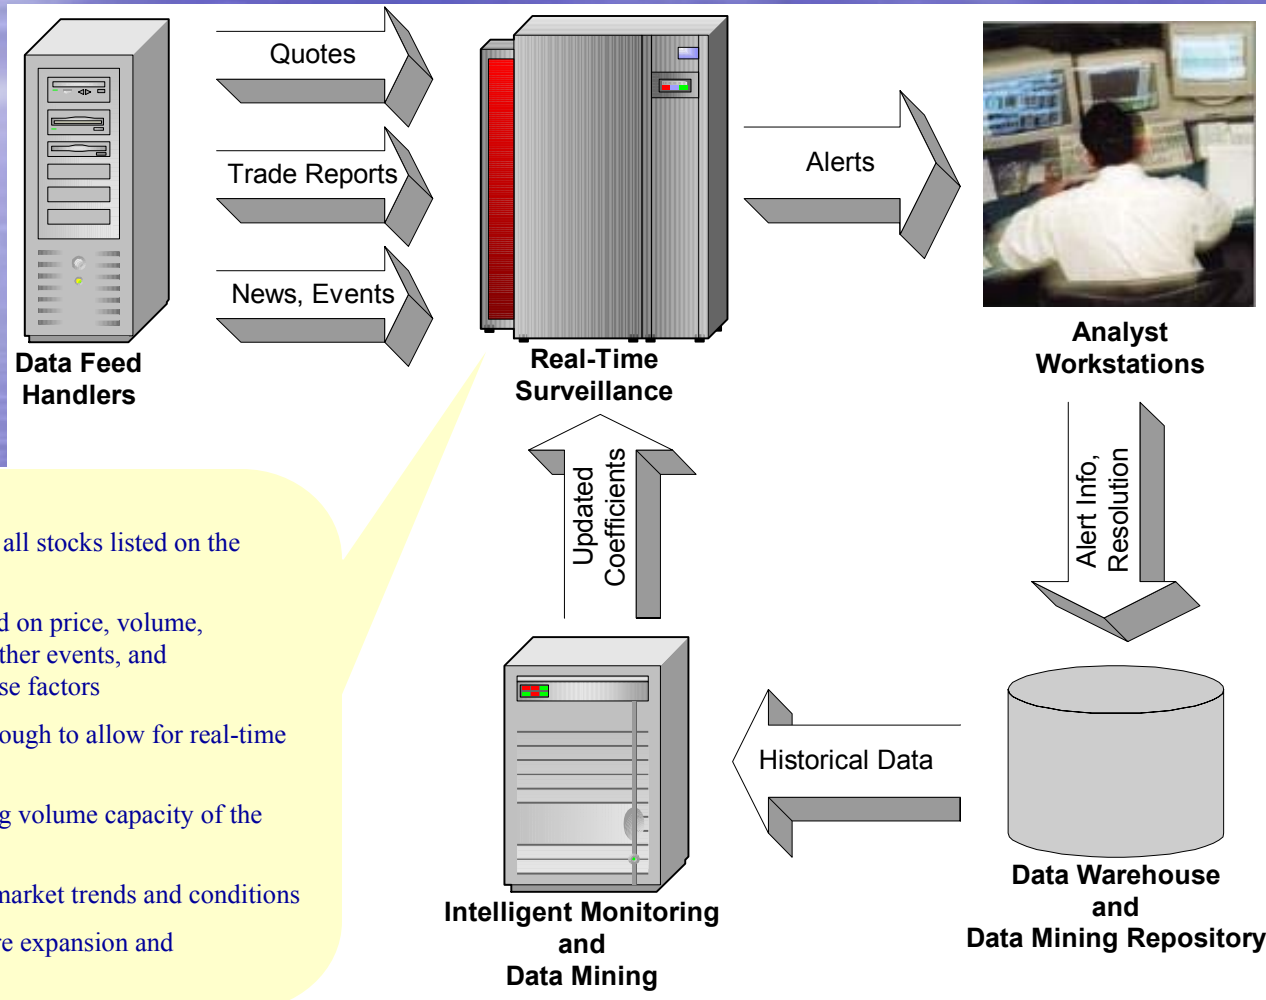 Quotes
Trade Reports
News, Events
Alerts
Data Feed
Handlers
Real-Time
Surveillance
Analyst
Workstations
Updated
Coefficients
Alert Info,
Resolution
Historical Data
Intelligent Monitoring
and
Data Mining
Data Warehouse
and
Data Mining Repository
all stocks listed on the
d on price, volume,
ther events, and
se factors
ough to allow for real-time
g volume capacity of the
market trends and conditions
e expansion and